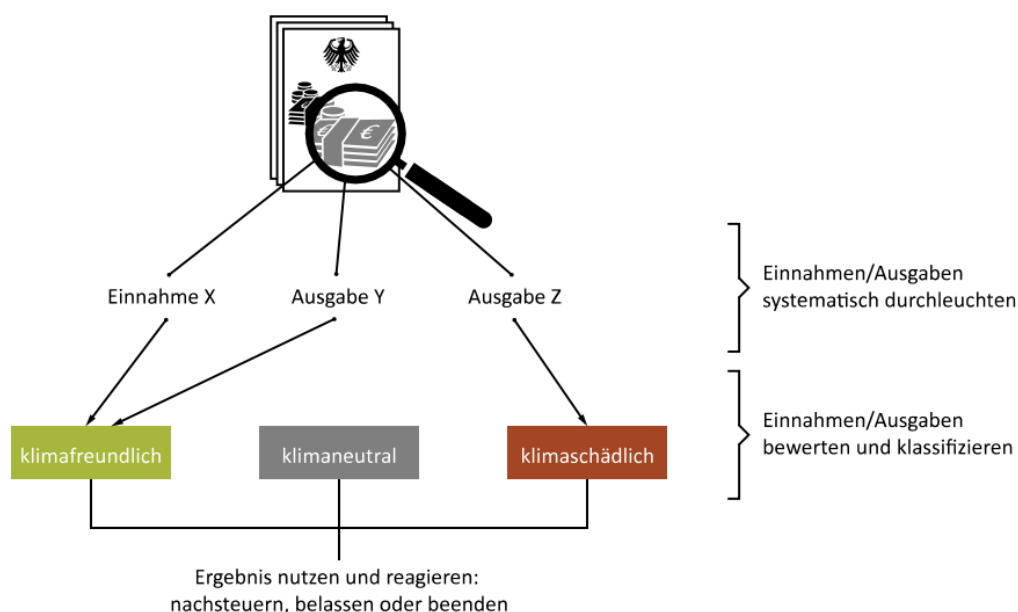 €
€
Einnahme X
Ausgabe Y
Ausgabe Z
Einnahmen/Ausgaben
systematisch durchleuchten
Einnahmen/Ausgaben
bewerten und klassifizieren
klimafreundlich
klimaneutral
klimaschädlich
Ergebnis nutzen und reagieren:
nachsteuern, belassen oder beenden